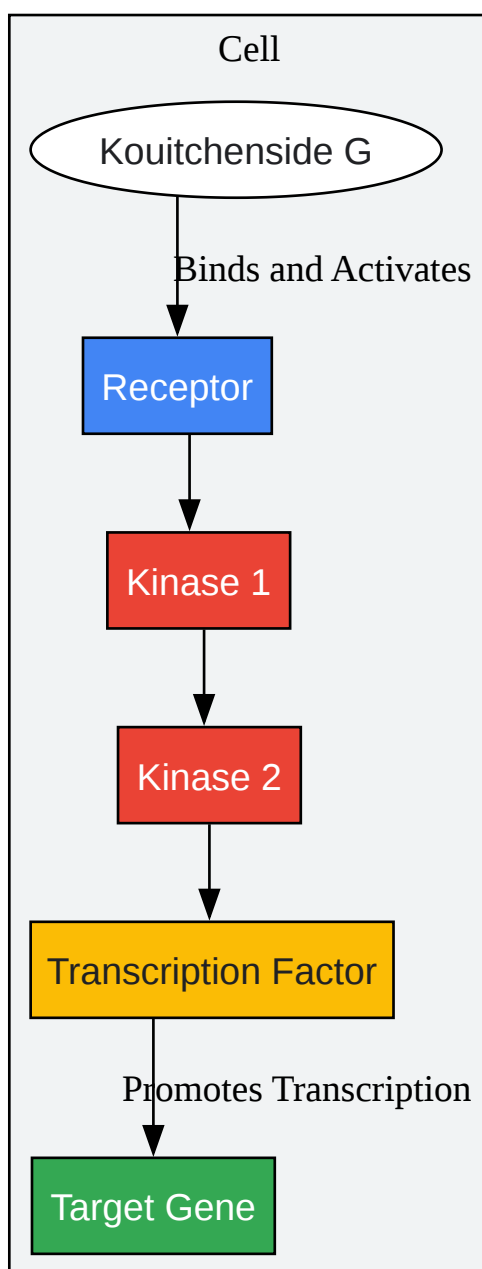 Cell
Kouitchenside G
Binds and Activates
Receptor
Kinase 1
Kinase 2
Transcription Factor
Promotes Transcription
Target Gene